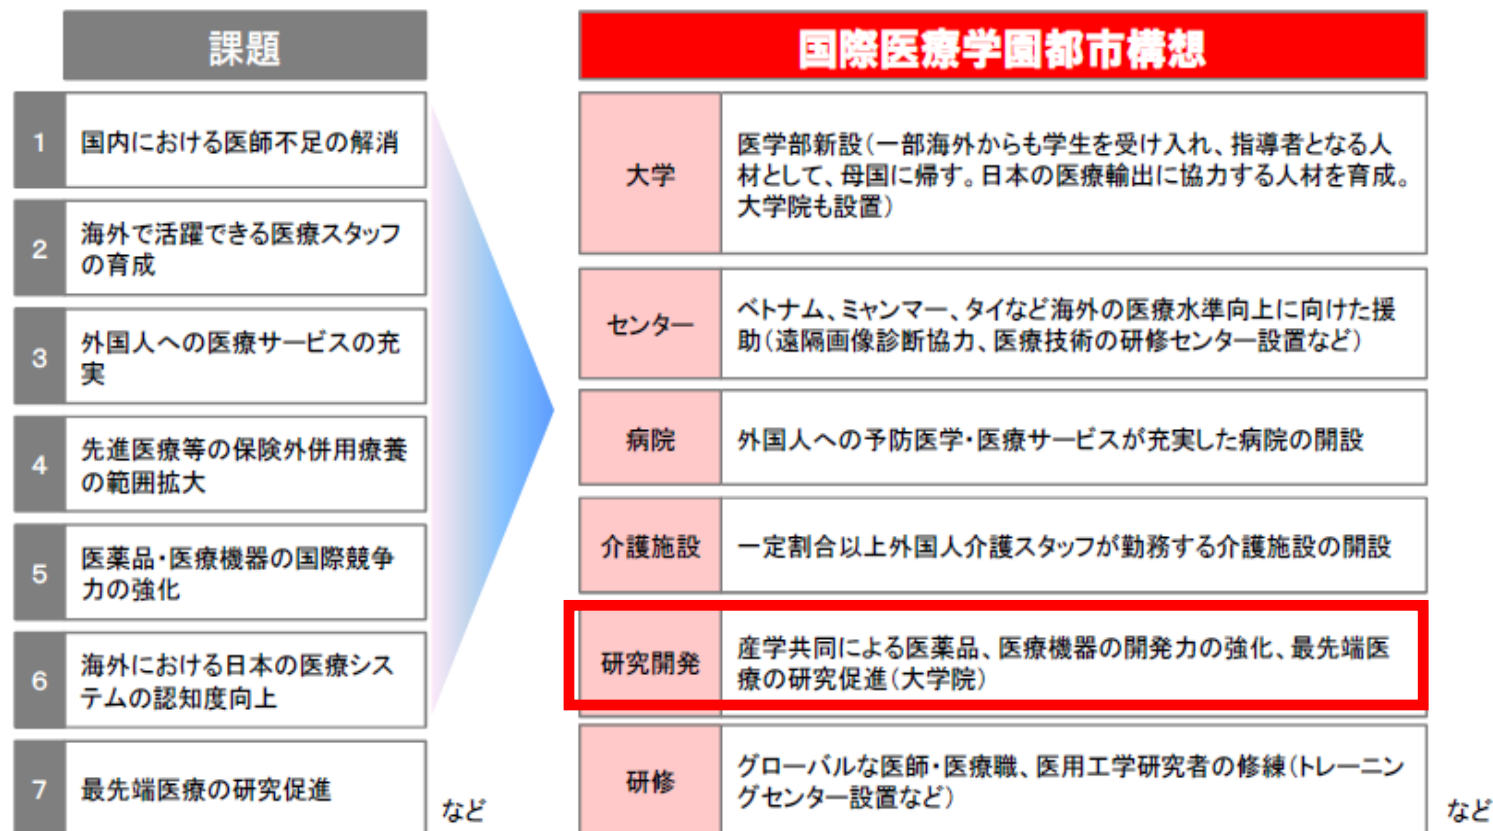 課題
1
国内における医師不足の解消
2
海外で活躍できる医療スタッフ
の育成
3
外国人への医療サービスの充
実
4
先進医療等の保険外併用療養
の範囲拡大
5
医薬品・医療機器の国際競争
力の強化
6
海外における日本の医療シス
テムの認知度向上
7
最先端医療の研究促進
など
国際医療学園都市構想
大学
医学部新設（一部海外からも学生を受け入れ、指導者となる人
材として、母国に帰す。日本の医療輸出に協力する人材を育成。
大学院も設置）
センター
ベトナム、ミャンマー、タイなど海外の医療水準向上に向けた援
助（遠隔画像診断協力、医療技術の研修センター設置など）
病院
外国人への予防医学・医療サービスが充実した病院の開設
介護施設
一定割合以上外国人介護スタッフが勤務する介護施設の開設
研究開発
産学共同による医薬品、医療機器の開発力の強化、最先端医
療の研究促進（大学院）
研修
グローバルな医師・医療職、医用工学研究者の修練（トレーニン
グセンター設置など）
など